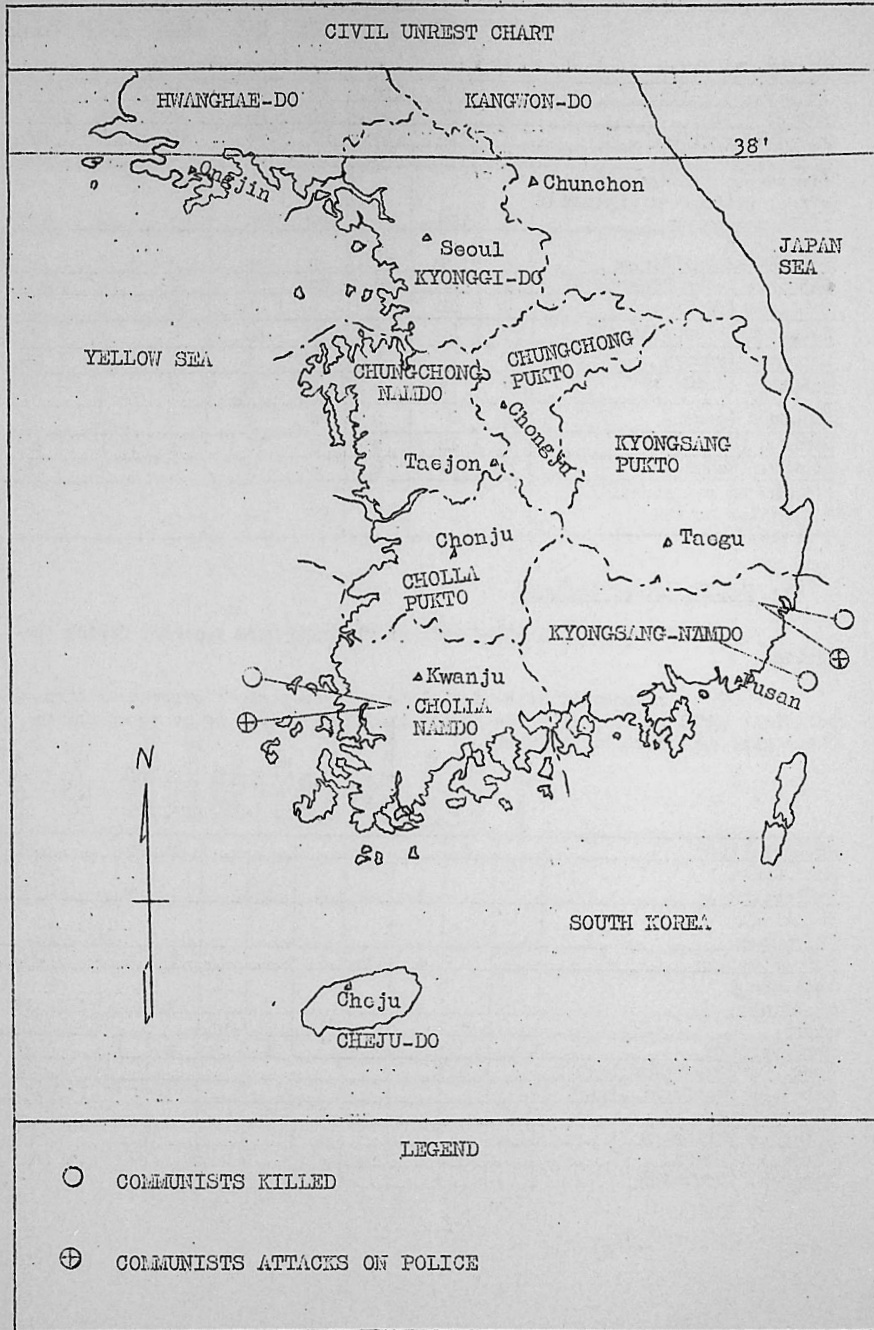 CIVIL UNREST CHART
HWANGHAE-DO
KANGWON-DO
38'
Ongjin
Chunchon
Seoul
JAPAN
SEA
KYONGGI-DO
YELLOW SEA
CHUNGCHONG
PUKTO
CHUNGCHONG
NAMDO
Chongju
KYONGSANG
PUKTO
Taejon
Chonju
Taegu
CHOLLA
PUKTO
KYONGSANG-NAMDO
Kwanju
Pusan
CHOLLA
NAMDO
N
SOUTH KOREA
Cheju
CHEJU-DO
LEGEND
COMMUNISTS KILLED
COMMUNISTS ATTACKS ON POLICE